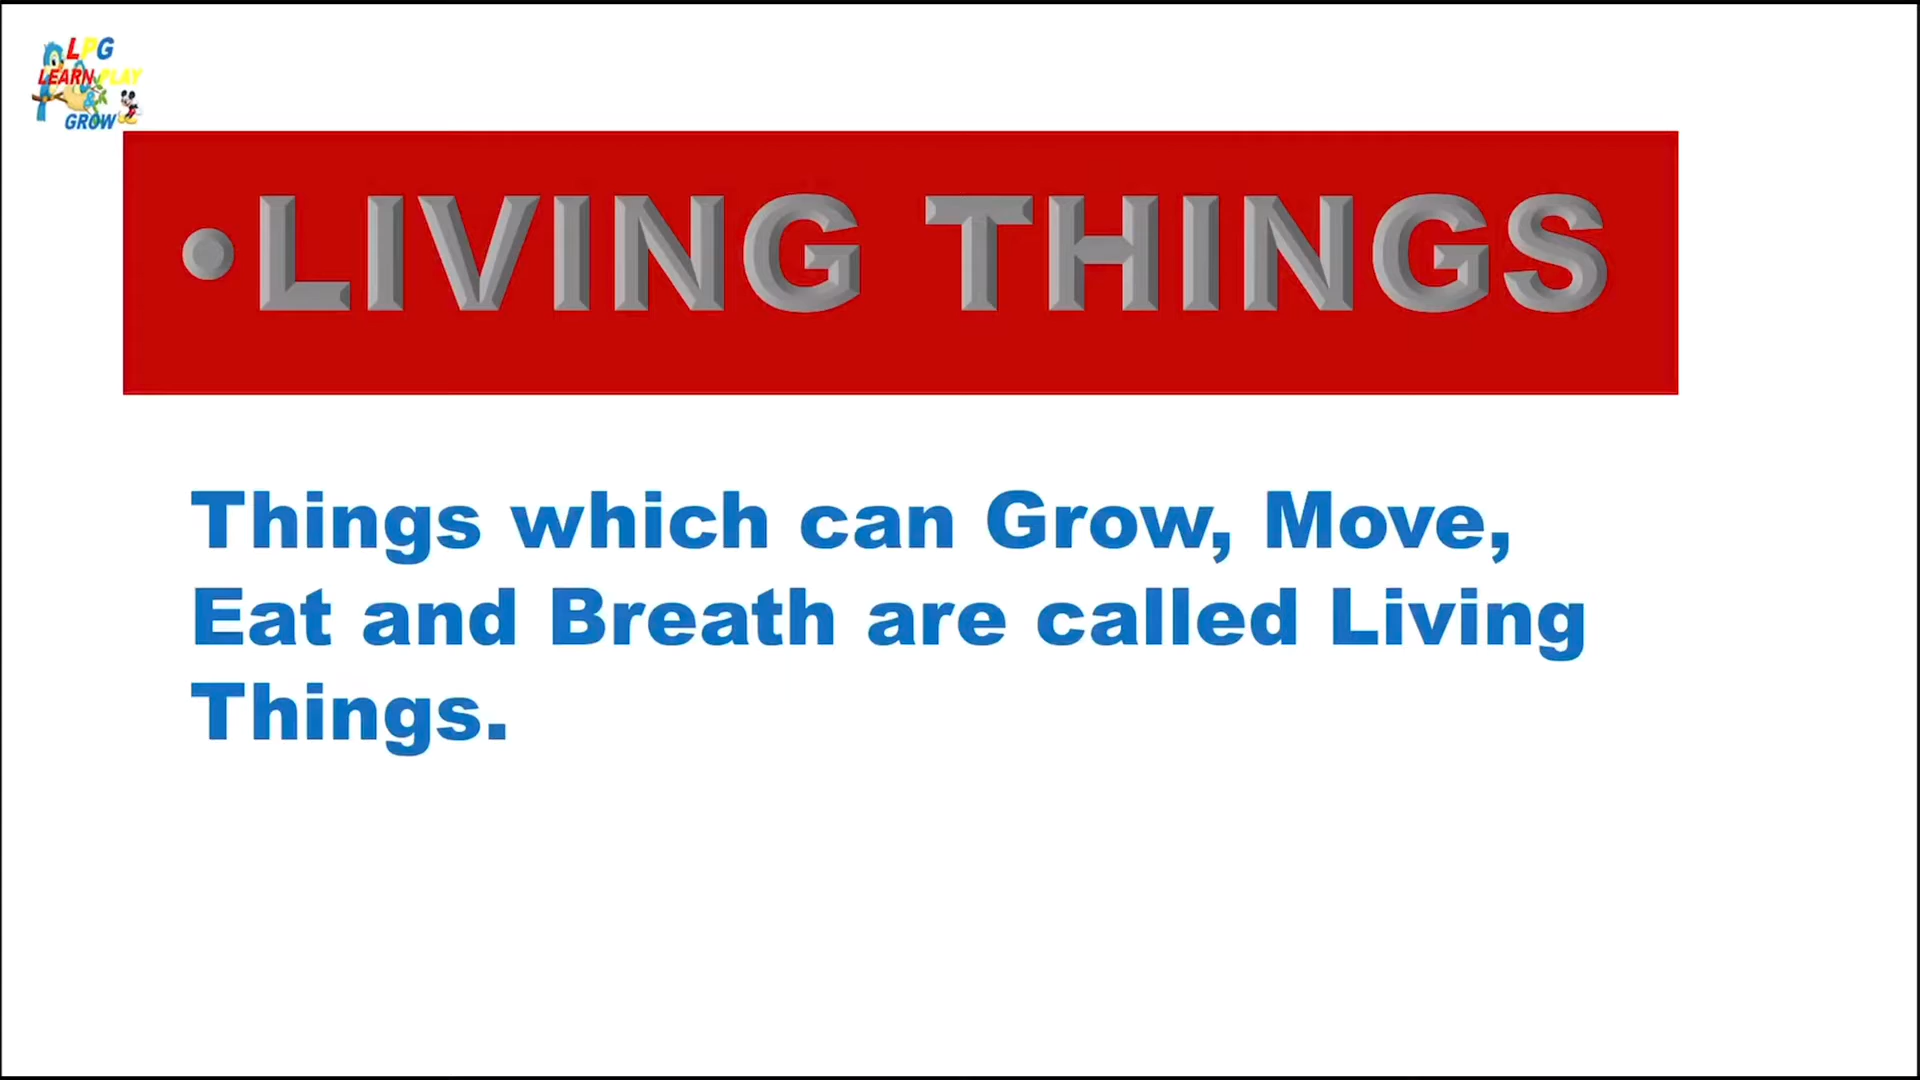 LPG
LEARN PLAY
&
GROW
•LIVING THINGS
Things which can Grow, Move,
Eat and Breath are called Living
Things.